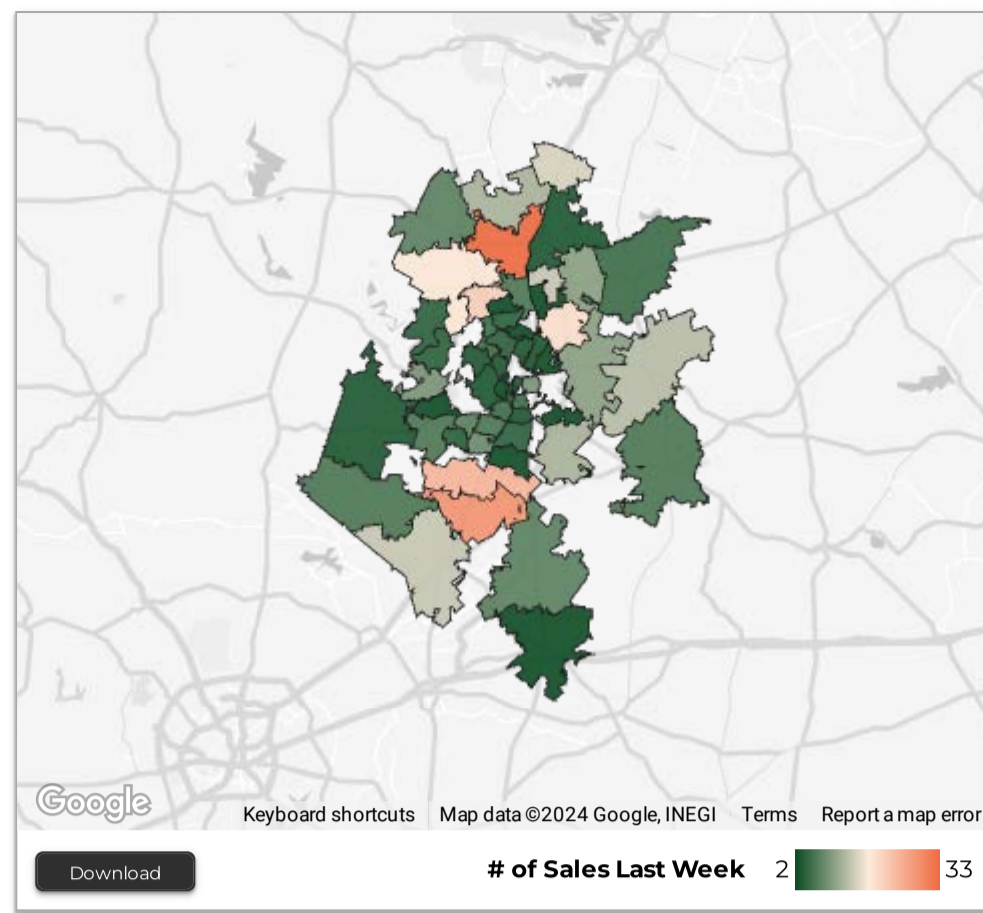 Google
Keyboard shortcuts
Map data ©2024 Google, INEGI
Terms
Report a map error
Download
# of Sales Last Week
2
33